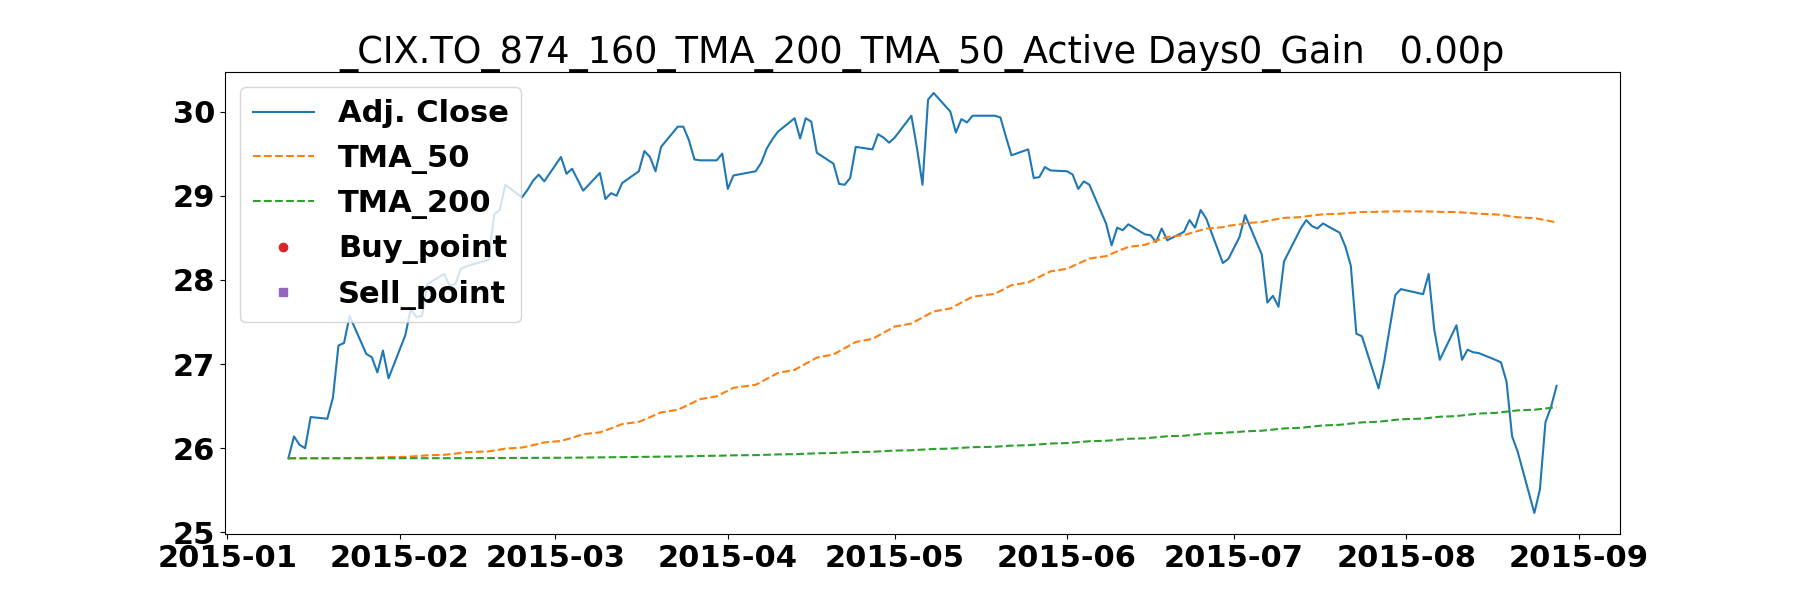 _CIX.TO_874_160_TMA_200_TMA_50_Active Days0_Gain   0.00p
Adj. Close
TMA_50
TMA_200
Buy_point
Sell_point
30
29
28
27
26
25
2015-01 2015-02 2015-03 2015-04 2015-05 2015-06 2015-07 2015-08 2015-09